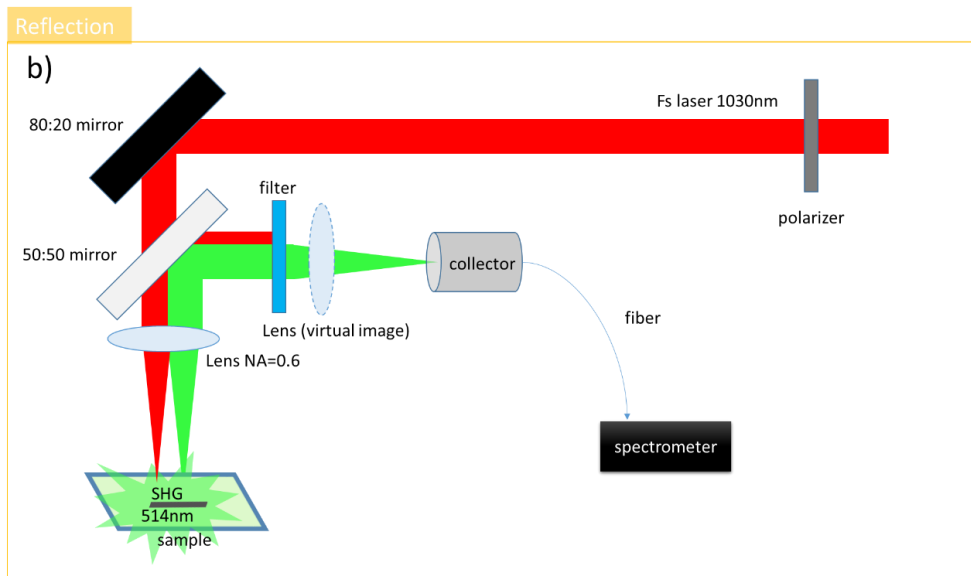 Reflection
b)
Fs laser 1030nm
80:20 mirror
filter
polarizer
50:50 mirror
collector
Lens (virtual image)
fiber
Lens NA=0.6
spectrometer
SHG
514nm
sample